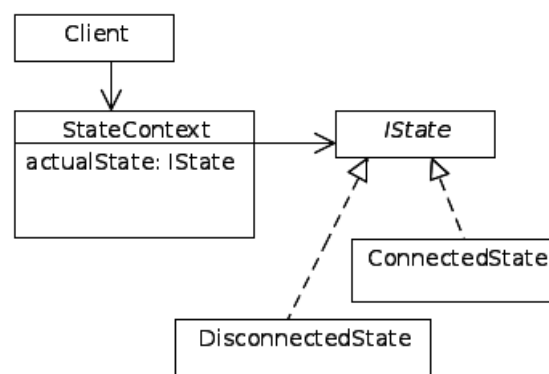 Client
StateContext
IState
actualState: IState
ConnectedState
DisconnectedState